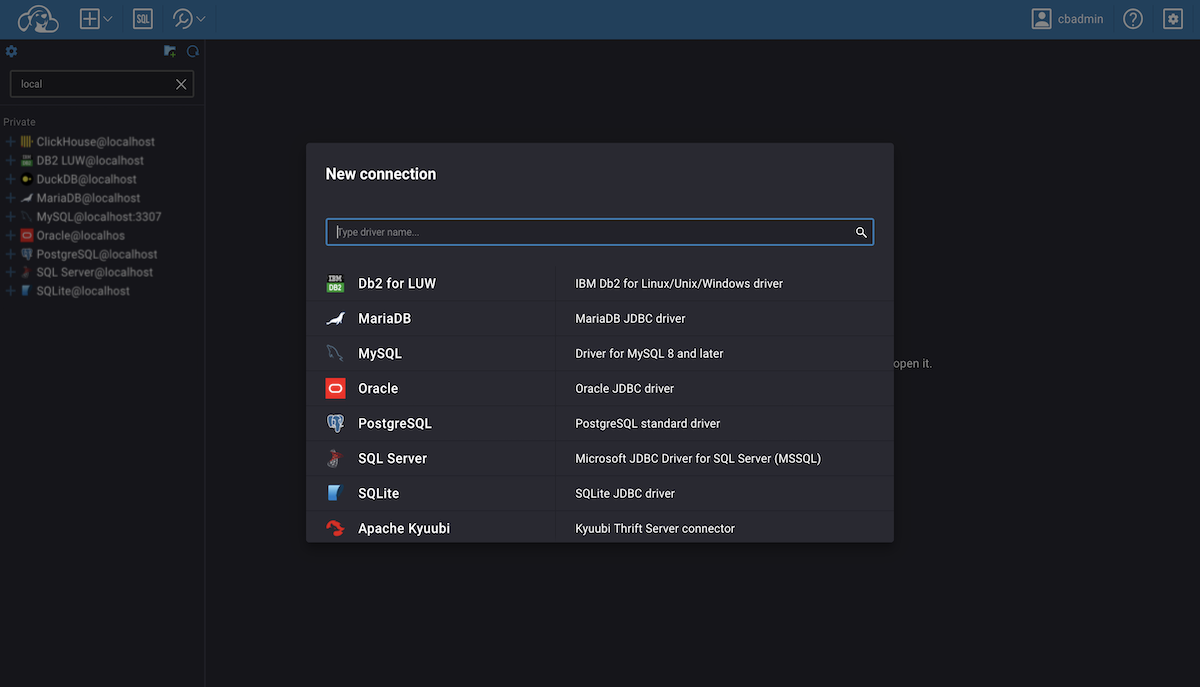 SQL
cbadmin
?
local
Private
ClickHouse@localhost
DB2 LUW@localhost
DuckDB@localhost
MariaDB@localhost
MySQL@localhost:3307
Oracle@localhos
PostgreSQL@localhost
SQL Server@localhost
SQLite@localhost
open it.
New connection
Type driver name...
IBM DB2 Db2 for LUW IBM Db2 for Linux/Unix/Windows driver
MariaDB MariaDB JDBC driver
MySQL Driver for MySQL 8 and later
Oracle Oracle JDBC driver
PostgreSQL PostgreSQL standard driver
SQL Server Microsoft JDBC Driver for SQL Server (MSSQL)
SQLite SQLite JDBC driver
Apache Kyuubi Kyuubi Thrift Server connector